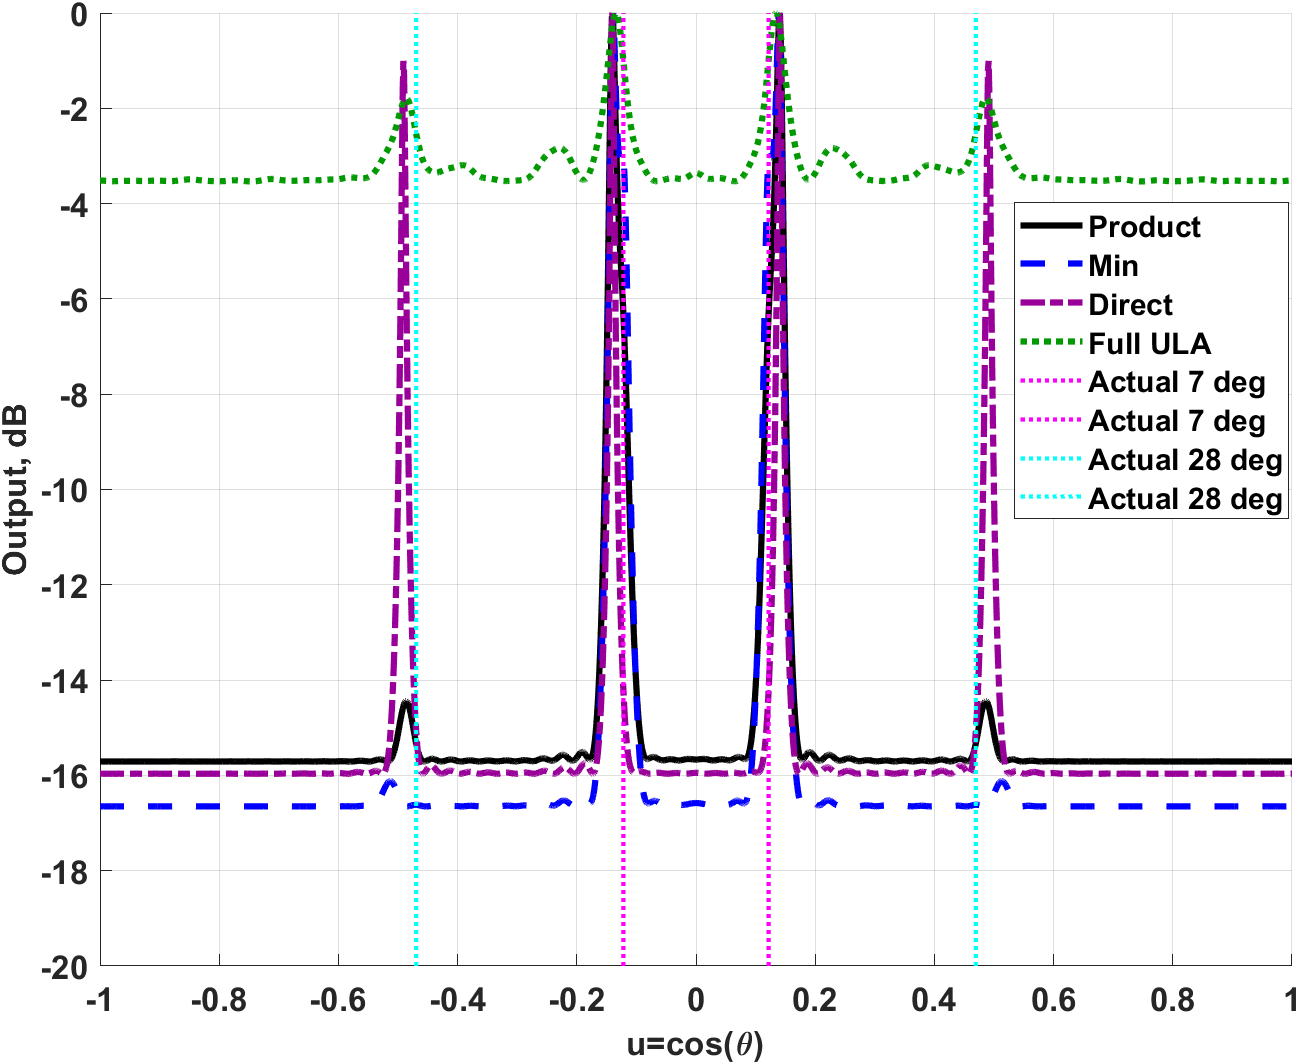 0
-2
-4
-6
-8
-10
-12
-14
-16
-18
-20
Output, dB
Product
Min
Direct
Full ULA
Actual 7 deg
Actual 7 deg
Actual 28 deg
Actual 28 deg
-1 -0.8 -0.6 -0.4 -0.2 0 0.2 0.4 0.6 0.8 1
u=cos(θ)